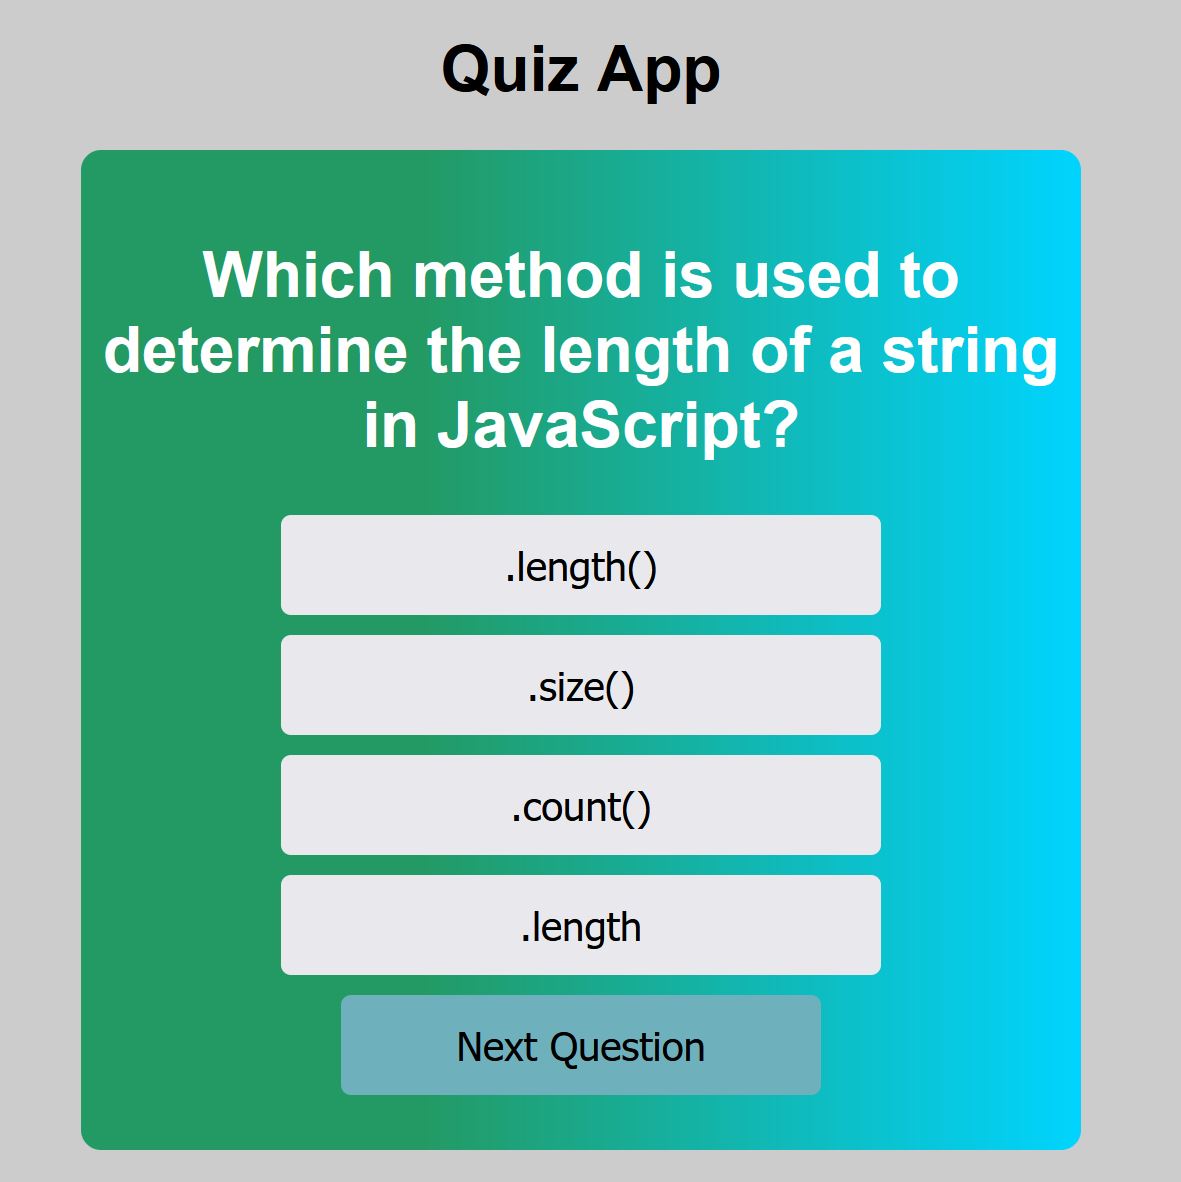 Quiz App
Which method is used to
determine the length of a string
in JavaScript?
.length()
.size()
.count()
.length
Next Question